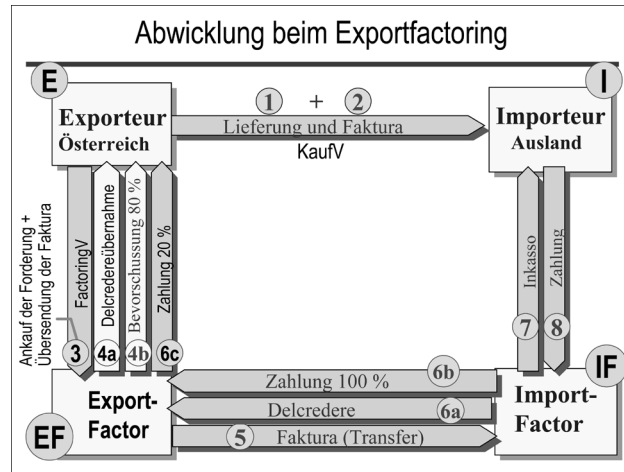 Abwicklung beim Exportfactoring
E
I
1 + 2
Exporteur
Österreich
Lieferung und Faktura
KaufV
Importeur
Ausland
Ankauf der Forderung +
Übersendung der Faktura
FactoringV
Delcredereübernahme
Bevorschussung 80 %
Zahlung 20 %
3
4a
4b
6c
Inkasso
Zahlung
7
8
EF
Export-
Factor
Zahlung 100 % 6b
Delcredere 6a
5 Faktura (Transfer)
IF
Import-
Factor